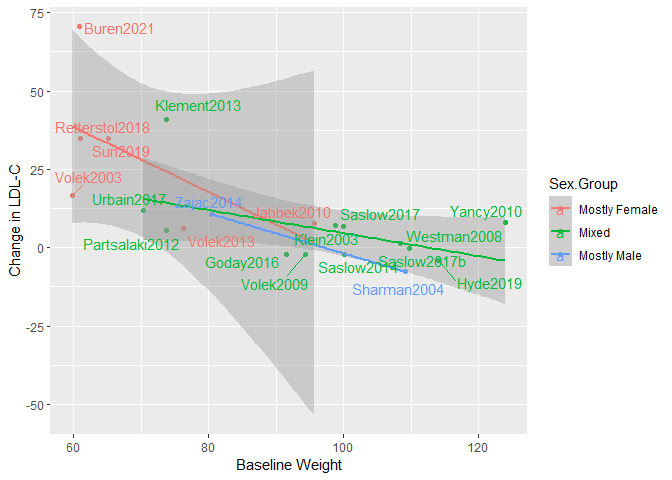 75
50
25
0
-25
-50
Change in LDL-C
Buren2021
Klement2013
Retterstol2018
Sun2019
Volek2003
Urbain2017
Zajac2014
Jabbek2010
Saslow2017
Yancy2010
Partsalaki2012
Volek2013
Klein2003
Westman2008
Goday2016
Saslow2014
Saslow2017b
Volek2009
Sharman2004
Hyde2019
60
80
100
120
Baseline Weight
Sex.Group
a Mostly Female
a Mixed
a Mostly Male